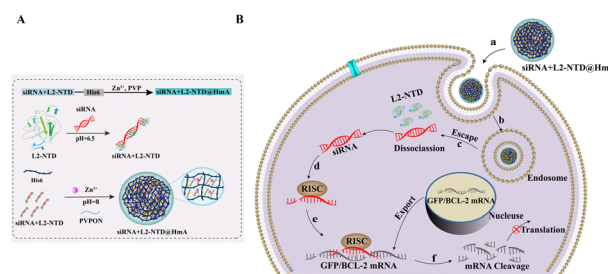 A
siRNA+L2-NTD His6 Zn²⁺, PVP siRNA+L2-NTD@HmA
siRNA
pH=6.5
L2-NTD
siRNA+L2-NTD
His6
Zn²⁺
pH=8
siRNA+L2-NTD
PVPON
siRNA+L2-NTD@HmA
B
a
siRNA+L2-NTD@Hm
b
L2-NTD
Escape
c
Dissociassion
siRNA
Endosome
d
RISC
GFP/BCL-2 mRNA
Nucleuse
Export
Translation
e
RISC
f
GFP/BCL-2 mRNA
mRNA Cleavage